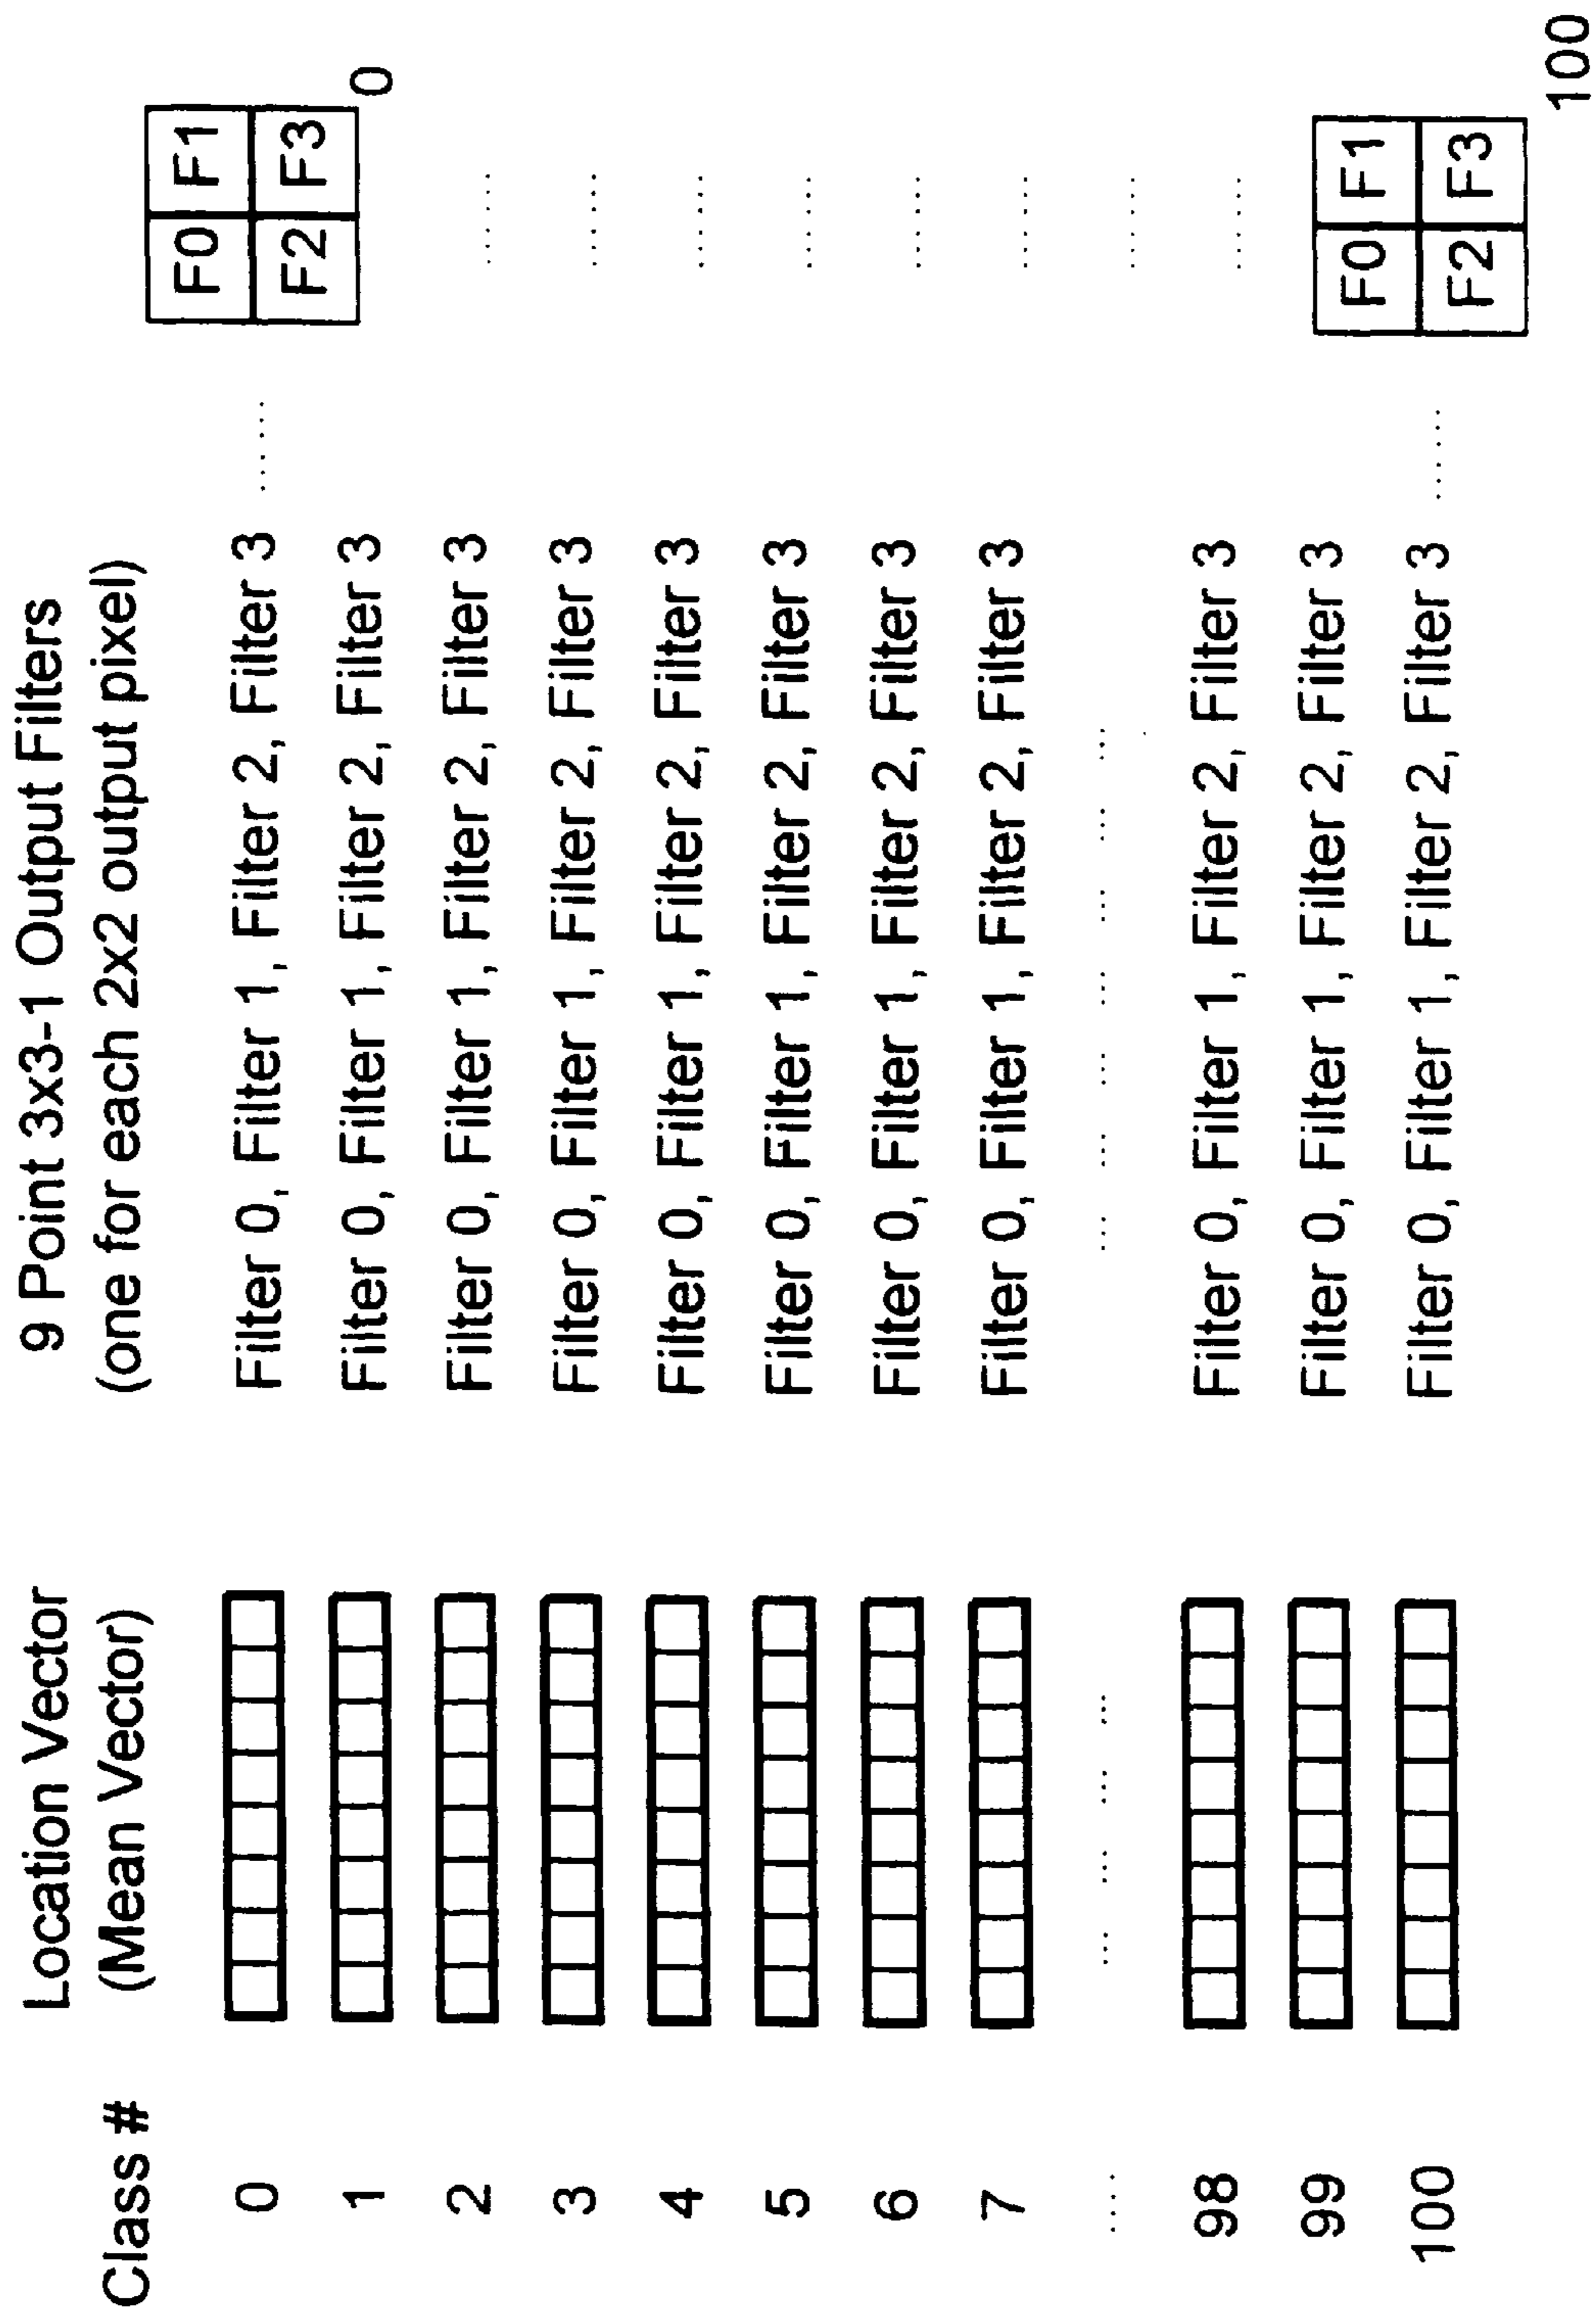 9 Point 3x3-1 Output Filters
(one for each 2x2 output pixel)
Location Vector
(Mean Vector)
Class #
0 Filter 0, Filter 1, Filter 2, Filter 3 ......
1 Filter 0, Filter 1, Filter 2, Filter 3
2 Filter 0, Filter 1, Filter 2, Filter 3
3 Filter 0, Filter 1, Filter 2, Filter 3
4 Filter 0, Filter 1, Filter 2, Filter 3
5 Filter 0, Filter 1, Filter 2, Filter 3
6 Filter 0, Filter 1, Filter 2, Filter 3
7 Filter 0, Filter 1, Filter 2, Filter 3
98 Filter 0, Filter 1, Filter 2, Filter 3
99 Filter 0, Filter 1, Filter 2, Filter 3
100 Filter 0, Filter 1, Filter 2, Filter 3 ......
F0 F1
F2 F3
0
F0 F1
F2 F3
100